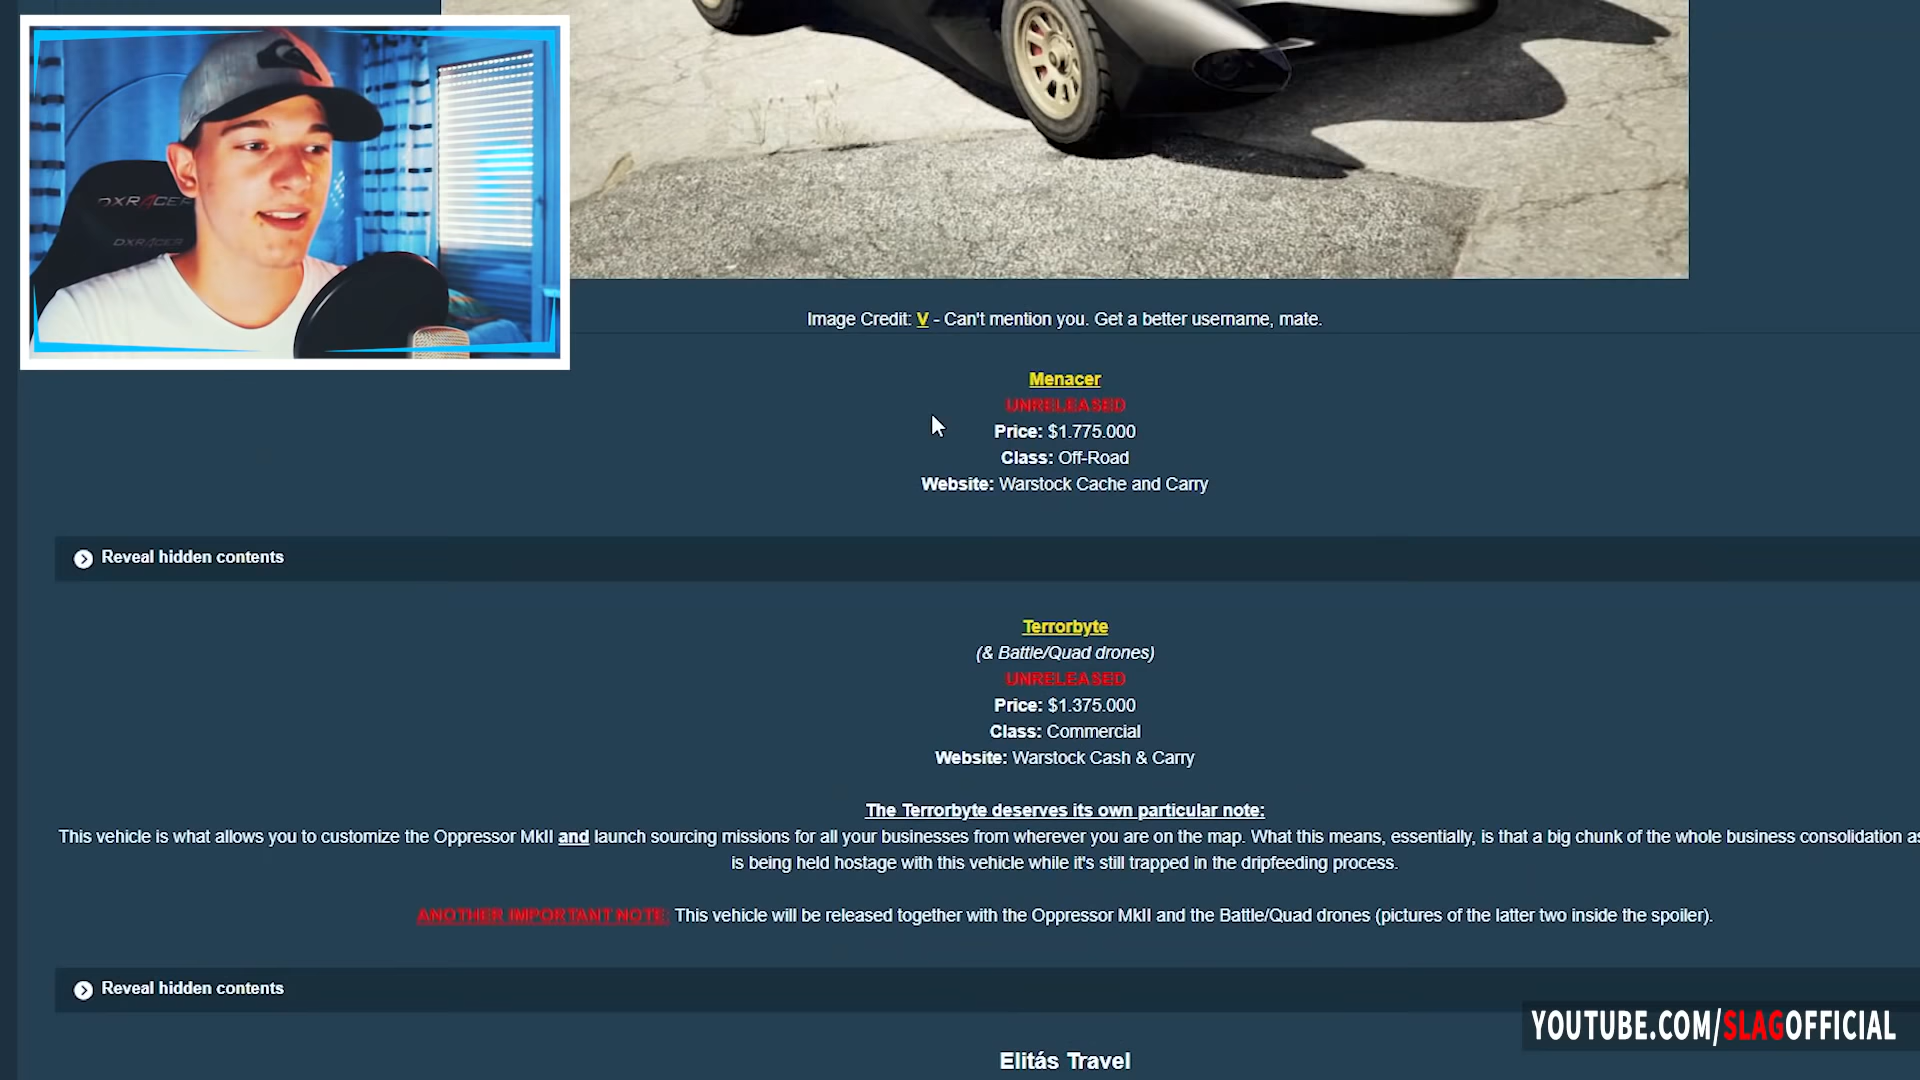 DXRACER
DXRACER
Image Credit: V - Can't mention you. Get a better username, mate.
Menacer
UNRELEASED
Price: $1.775.000
Class: Off-Road
Website: Warstock Cache and Carry
Reveal hidden contents
Terrorbyte
(& Battle/Quad drones)
UNRELEASED
Price: $1.375.000
Class: Commercial
Website: Warstock Cash & Carry
The Terrorbyte deserves its own particular note:
This vehicle is what allows you to customize the Oppressor MkII and launch sourcing missions for all your businesses from wherever you are on the map. What this means, essentially, is that a big chunk of the whole business consolidation as
is being held hostage with this vehicle while it's still trapped in the dripfeeding process.
ANOTHER IMPORTANT NOTE: This vehicle will be released together with the Oppressor MkII and the Battle/Quad drones (pictures of the latter two inside the spoiler).
Reveal hidden contents
YOUTUBE.COM/SLAGOFFICIAL
Elitás Travel